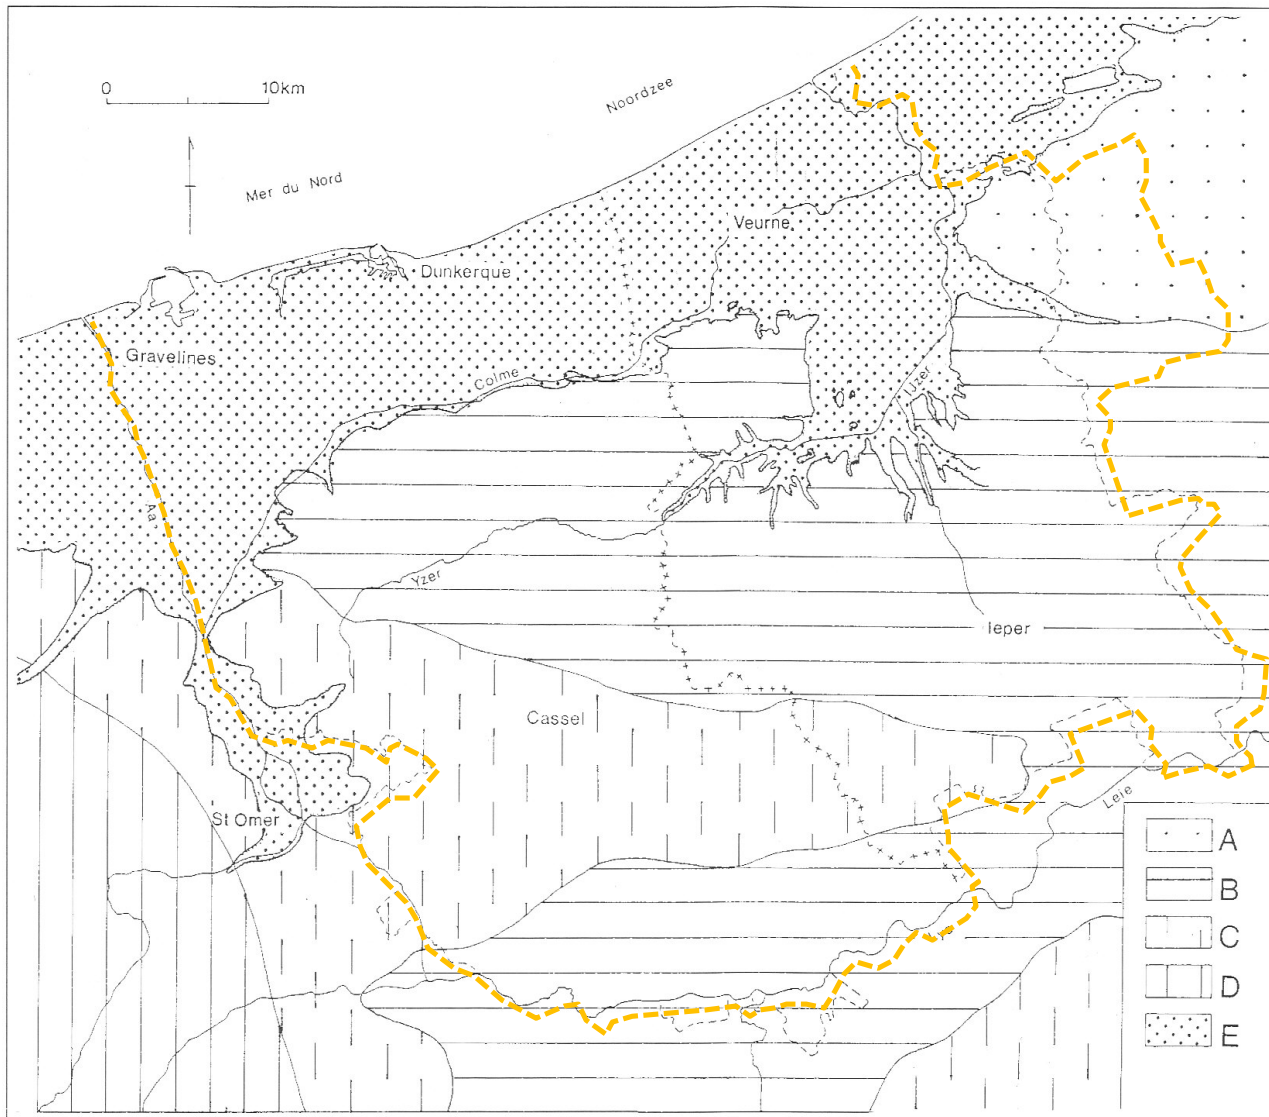 0 10km
Noordzee
Mer du Nord
Veurne
Dunkerque
Gravelines
Colme
IJzer
Aa
Yzer
Ieper
Cassel
Leie
St Omer
A
B
C
D
E